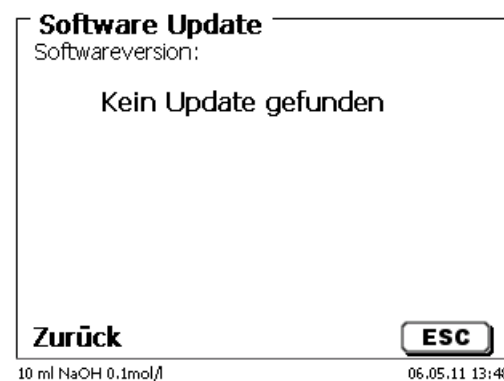 Software Update
Softwareversion:
Kein Update gefunden
Zurück ESC
10 ml NaOH 0.1mol/l 06.05.11 13:48